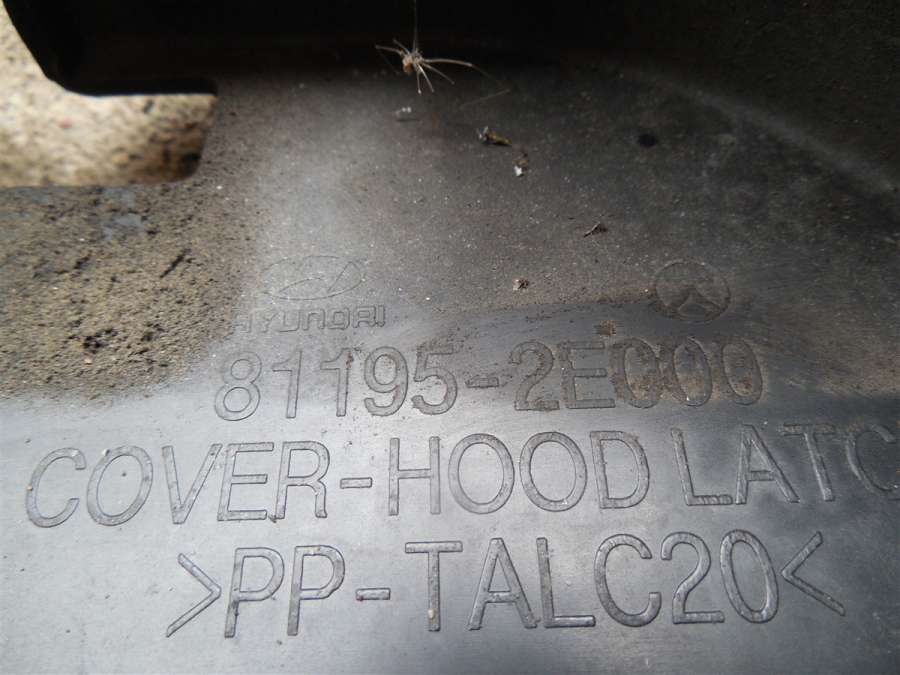 HYUNDAI
81195-2E000
COVER-HOOD LATC
>PP-TALC20<